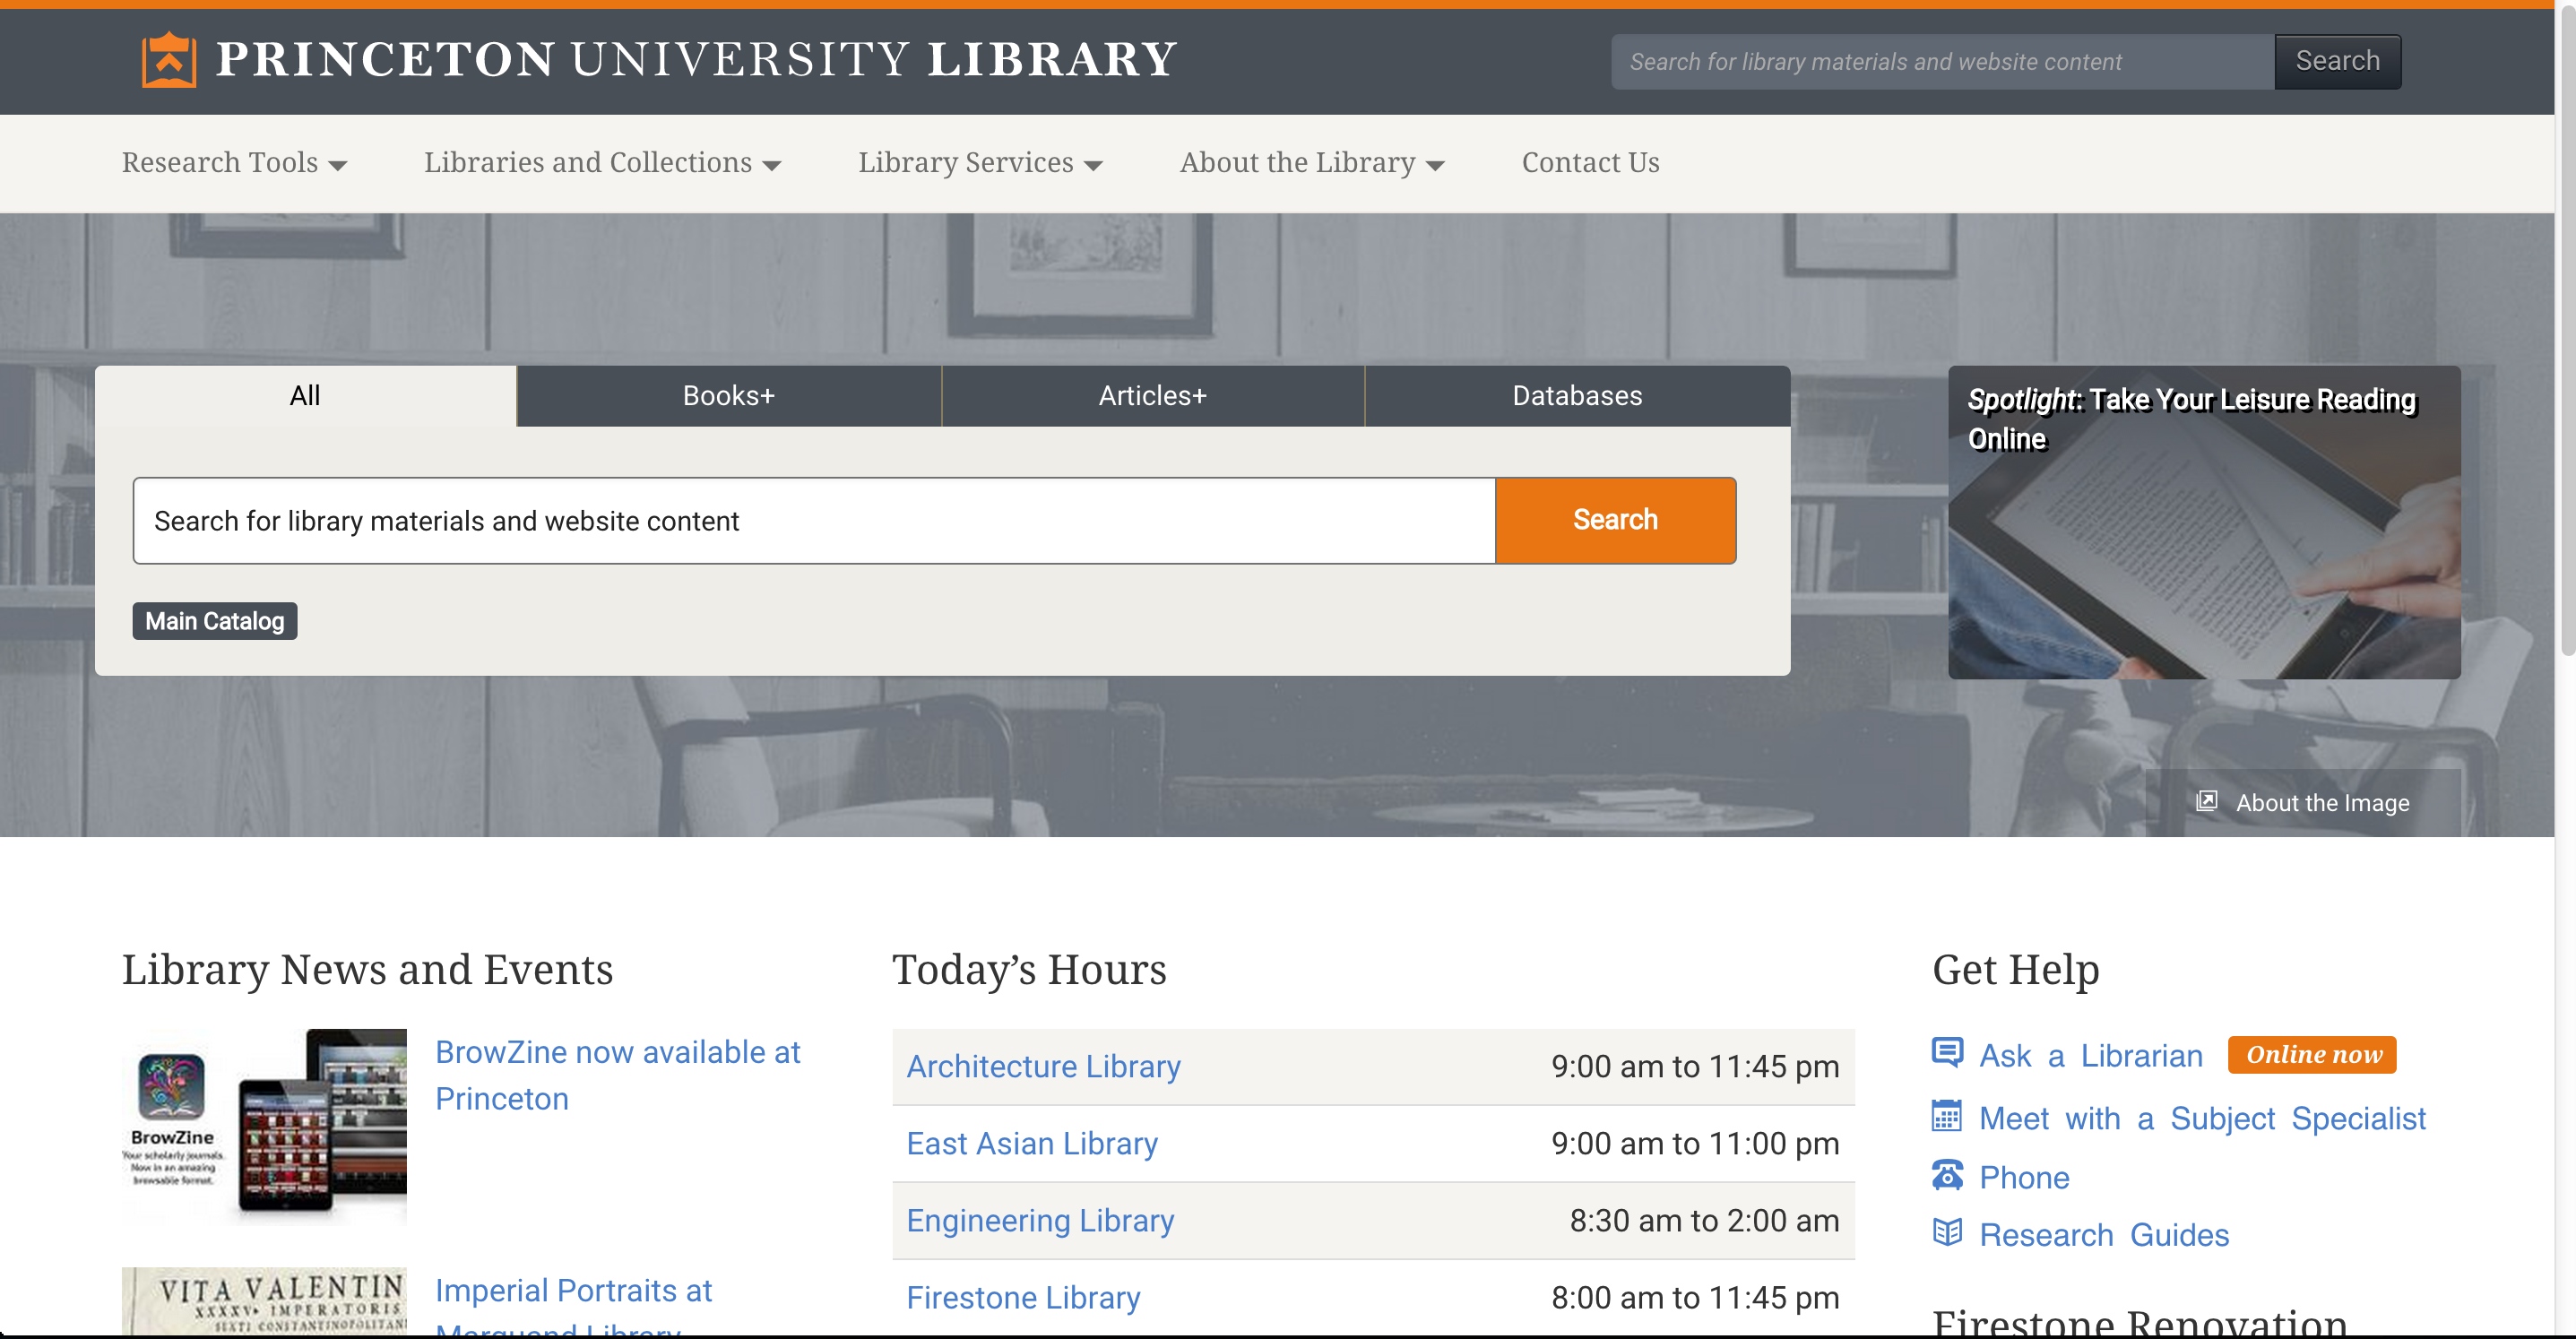 PRINCETON UNIVERSITY LIBRARY
Search for library materials and website content
Search
Research Tools
Libraries and Collections
Library Services
About the Library
Contact Us
All
Books+
Articles+
Databases
Search for library materials and website content
Search
Main Catalog
Spotlight: Take Your Leisure Reading
Online
About the Image
Library News and Events
BrowZine
Your scholarly journals.
Now in an amazing
browsable format.
BrowZine now available at
Princeton
VITA VALENTIN
XXXXV• IMPERATORIS
SEXTI CONSTANTINOPOLITAN
Imperial Portraits at
Marquand Library
Today’s Hours
Architecture Library 9:00 am to 11:45 pm
East Asian Library 9:00 am to 11:00 pm
Engineering Library 8:30 am to 2:00 am
Firestone Library 8:00 am to 11:45 pm
Get Help
Ask a Librarian Online now
Meet with a Subject Specialist
Phone
Research Guides
Firestone Renovation